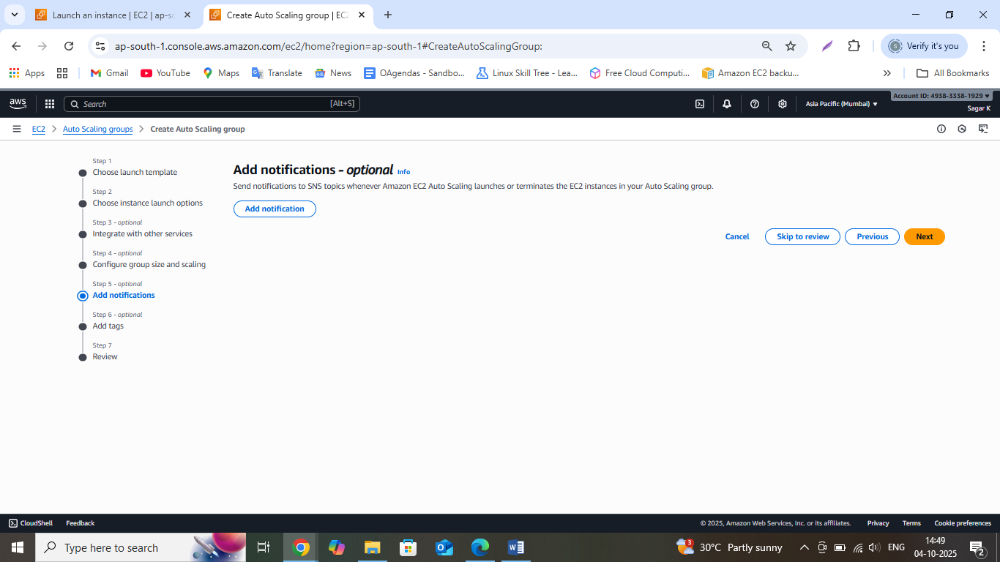 Launch an instance | EC2 | ap-so
Create Auto Scaling group | EC2
ap-south-1.console.aws.amazon.com/ec2/home?region=ap-south-1#CreateAutoScalingGroup:
S
Verify it's you
Apps
Gmail
YouTube
Maps
Translate
News
OAgendas - Sandbo...
Linux Skill Tree - Lea...
Free Cloud Computi...
Amazon EC2 backu...
»
All Bookmarks
aws
Search
[Alt+S]
Asia Pacific (Mumbai)
Account ID: 4938-3338-1929
Sagar K
EC2
Auto Scaling groups
Create Auto Scaling group
Step 1
Choose launch template
Step 2
Choose instance launch options
Step 3 - optional
Integrate with other services
Step 4 - optional
Configure group size and scaling
Step 5 - optional
Add notifications
Step 6 - optional
Add tags
Step 7
Review
Add notifications - optional Info
Send notifications to SNS topics whenever Amazon EC2 Auto Scaling launches or terminates the EC2 instances in your Auto Scaling group.
Add notification
Cancel
Skip to review
Previous
Next
CloudShell
Feedback
© 2025, Amazon Web Services, Inc. or its affiliates.
Privacy
Terms
Cookie preferences
Type here to search
3
30°C Partly sunny
ENG
14:49
04-10-2025
2